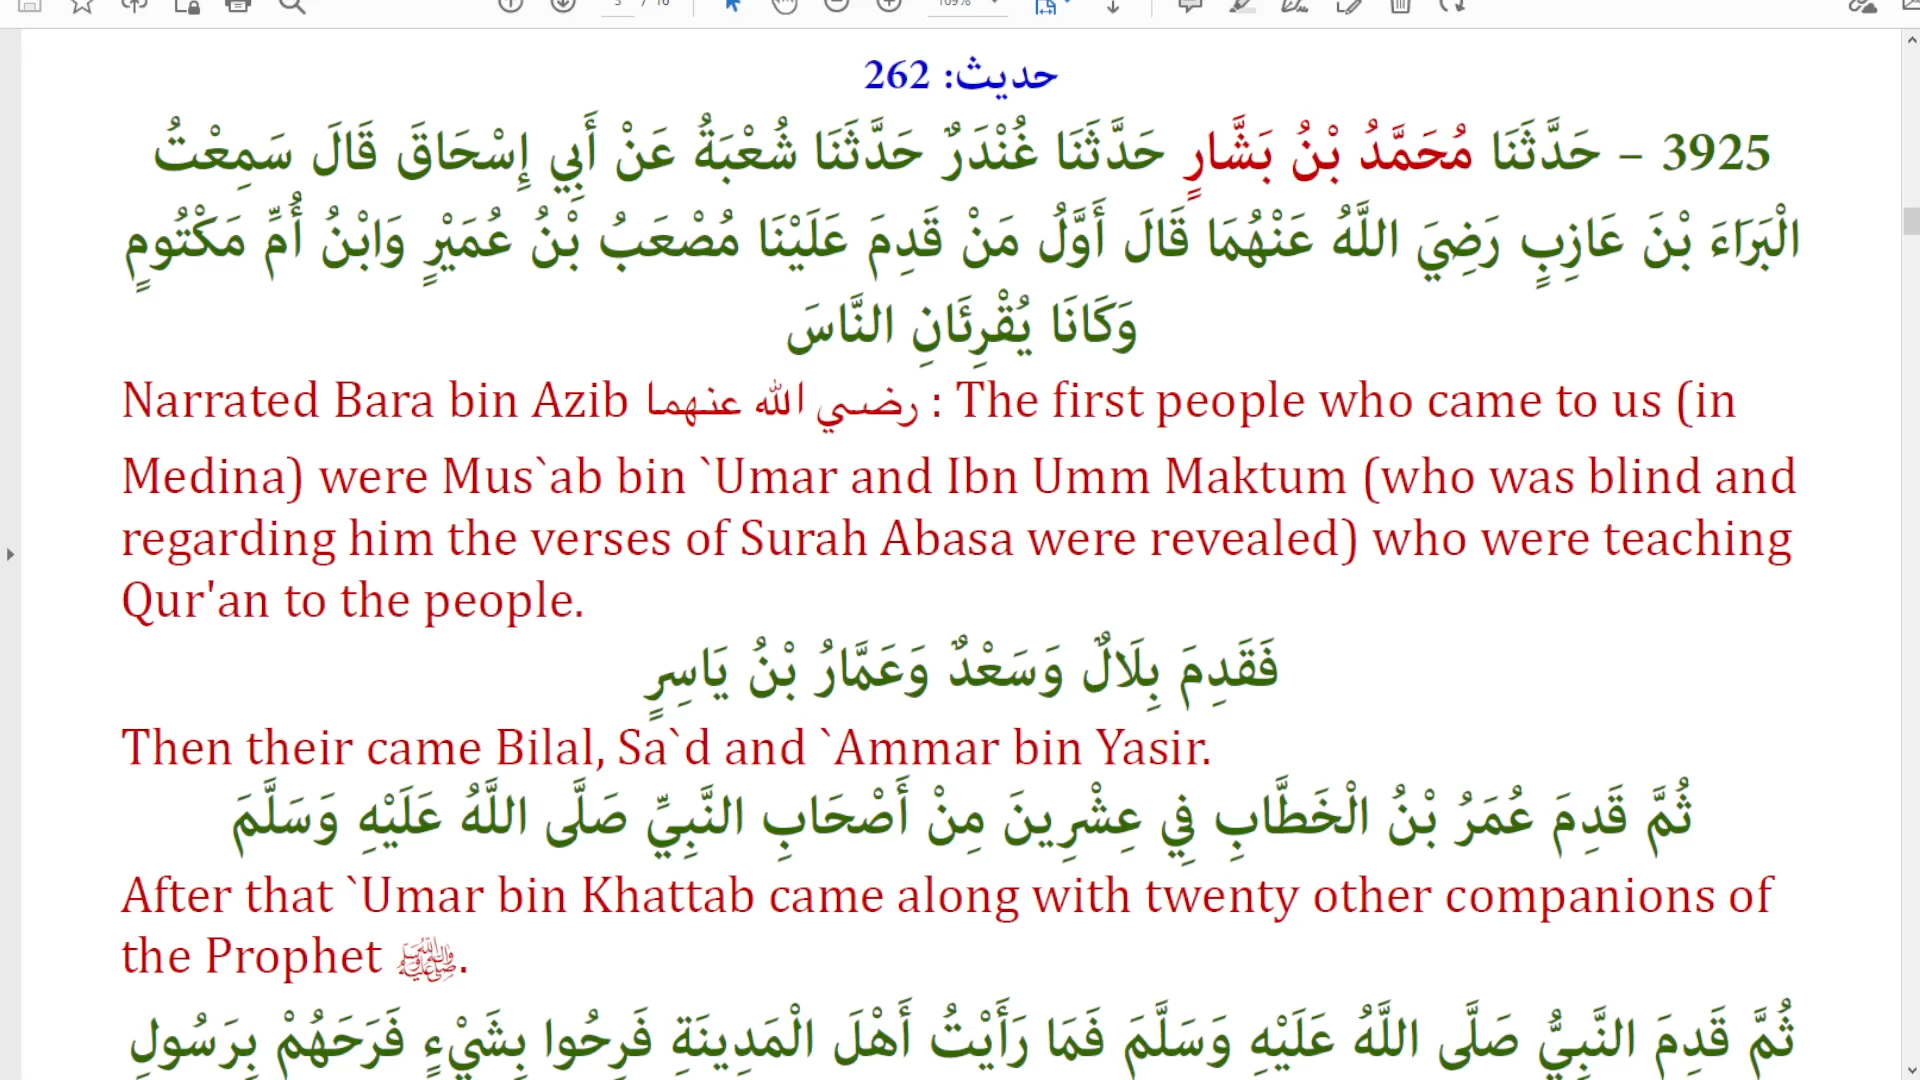 حديث: 262
3925 – حَدَّثَنَا مُحَمَّدُ بْنُ بَشَّارٍ حَدَّثَنَا غُنْدَرٌ حَدَّثَنَا شُعْبَةُ عَنْ أَبِي إِسْحَاقَ قَالَ سَمِعْتُ
الْبَرَاءَ بْنَ عَازِبٍ رَضِيَ اللَّهُ عَنْهُمَا قَالَ أَوَّلُ مَنْ قَدِمَ عَلَيْنَا مُصْعَبُ بْنُ عُمَيْرٍ وَابْنُ أُمِّ مَكْتُومٍ
وَكَانَا يُقْرِئَانِ النَّاسَ
Narrated Bara bin Azib رضي الله عنهما : The first people who came to us (in
Medina) were Mus`ab bin `Umar and Ibn Umm Maktum (who was blind and
regarding him the verses of Surah Abasa were revealed) who were teaching
Qur'an to the people.
فَقَدِمَ بِلَالٌ وَسَعْدٌ وَعَمَّارُ بْنُ يَاسِرٍ
Then their came Bilal, Sa`d and `Ammar bin Yasir.
ثُمَّ قَدِمَ عُمَرُ بْنُ الْخَطَّابِ فِي عِشْرِينَ مِنْ أَصْحَابِ النَّبِيِّ صَلَّى اللَّهُ عَلَيْهِ وَسَلَّمَ
After that `Umar bin Khattab came along with twenty other companions of
the Prophet ﷺ.
ثُمَّ قَدِمَ النَّبِيُّ صَلَّى اللَّهُ عَلَيْهِ وَسَلَّمَ فَمَا رَأَيْتُ أَهْلَ الْمَدِينَةِ فَرِحُوا بِشَيْءٍ فَرَحَهُمْ بِرَسُولِ